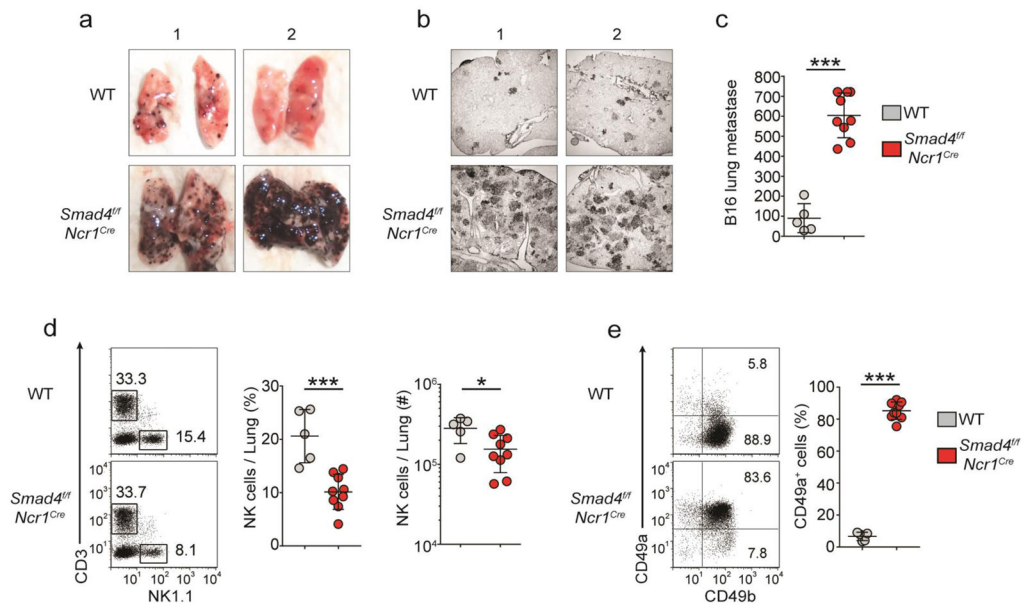 a
1 2
WT
Smad4f/f
Ncr1Cre
b
1 2
WT
Smad4f/f
Ncr1Cre
c
***
B16 lung metastase
800
700
600
500
400
300
200
100
0
WT
Smad4f/f
Ncr1Cre
d
CD3
WT
33.3
15.4
Smad4f/f
Ncr1Cre
10⁴
10³
10²
10¹
33.7
8.1
10¹ 10² 10³ 10⁴
NK1.1
NK cells / Lung (%)
***
30
20
10
0
NK cells / Lung (#)
*
10⁶
10⁵
10⁴
e
CD49a
WT
5.8
88.9
Smad4f/f
Ncr1Cre
10⁴
10³
10²
10¹
83.6
7.8
10¹ 10² 10³ 10⁴
CD49b
CD49a⁺ cells (%)
***
100
80
60
40
20
0
WT
Smad4f/f
Ncr1Cre